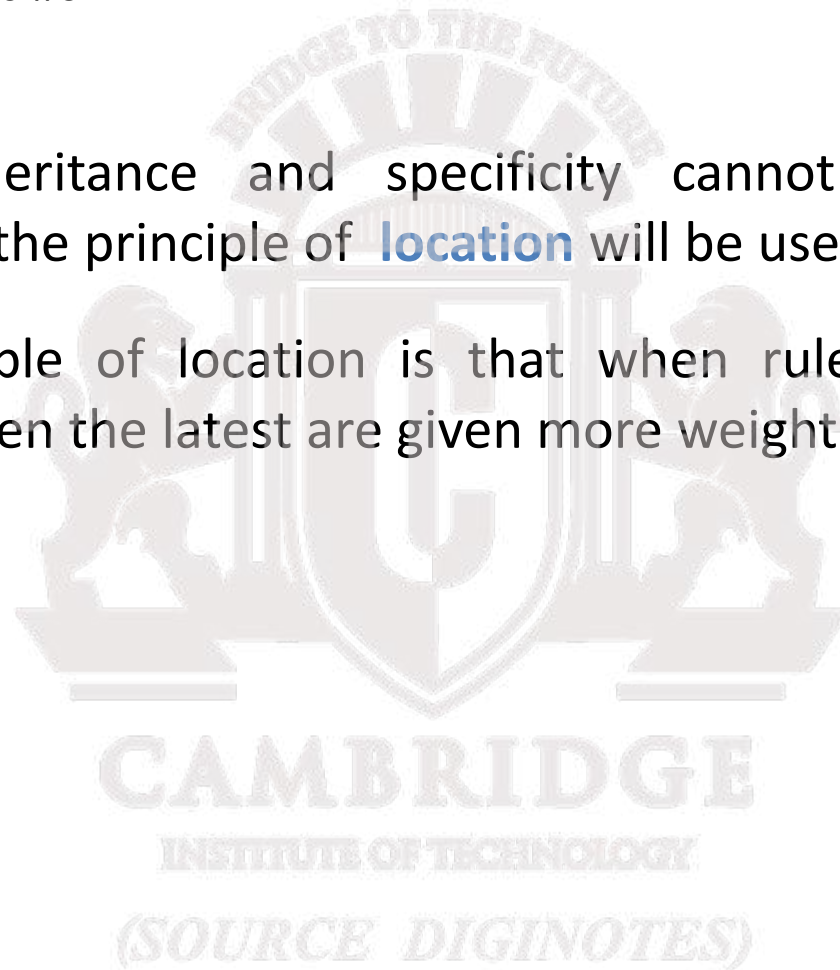 BRIDGE TO THE FUTURE
eritance and specificity cannot
the principle of location will be use
ple of location is that when rule
en the latest are given more weight
CAMBRIDGE
INSTITUTE OF TECHNOLOGY
(SOURCE DIGINOTES)